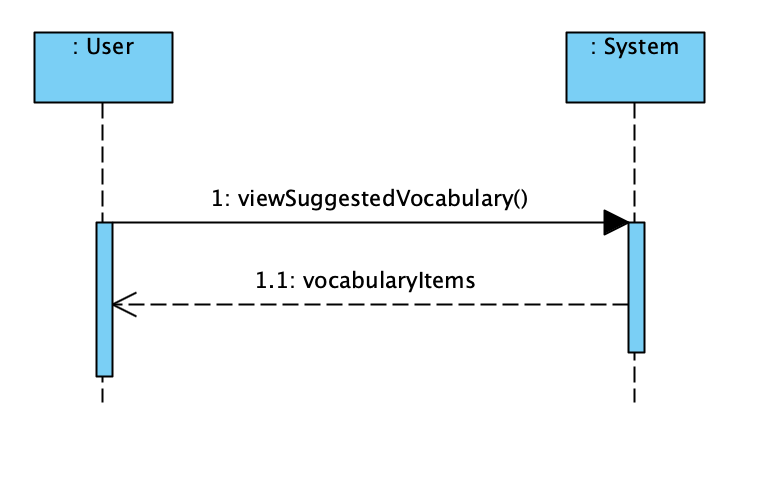 : User
: System
1: viewSuggestedVocabulary()
1.1: vocabularyItems